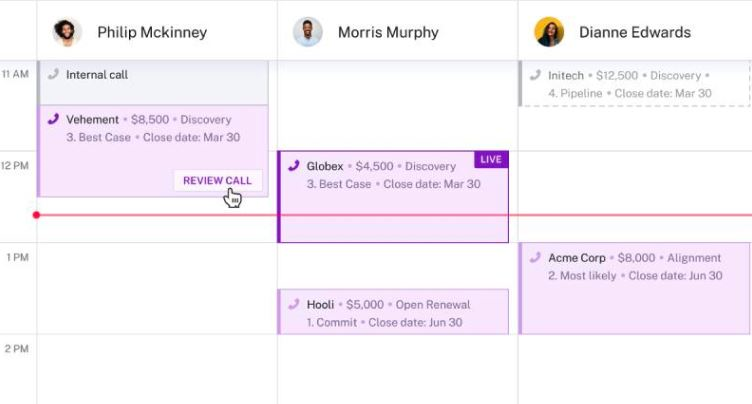 Philip Mckinney
Morris Murphy
Dianne Edwards
11 AM
Internal call
Vehement • $8,500 • Discovery
3. Best Case • Close date: Mar 30
REVIEW CALL
Initech • $12,500 • Discovery •
4. Pipeline • Close date: Mar 30
12 PM
LIVE
Globex • $4,500 • Discovery
3. Best Case • Close date: Mar 30
1 PM
Acme Corp • $8,000 • Alignment
2. Most likely • Close date: Jun 30
Hooli • $5,000 • Open Renewal
1. Commit • Close date: Jun 30
2 PM